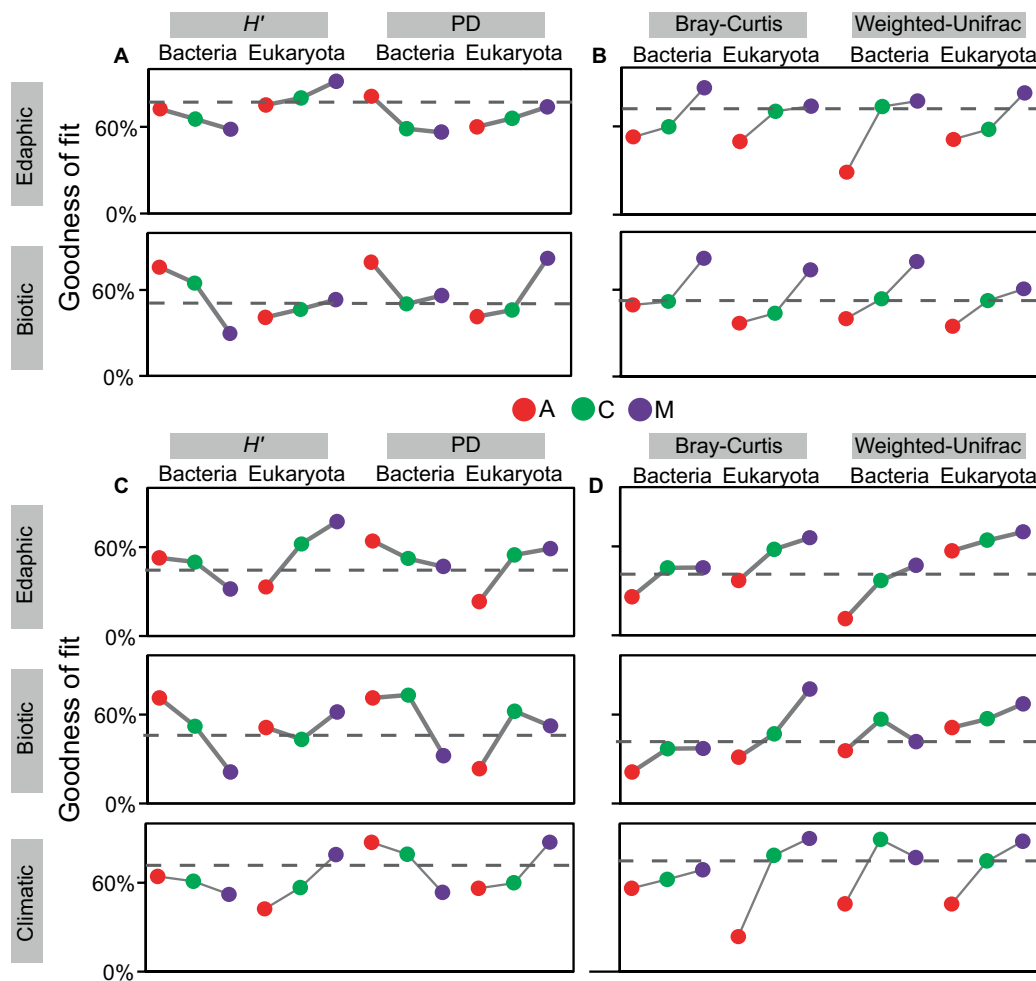 H' PD Bray-Curtis Weighted-Unifrac
A Bacteria Eukaryota Bacteria Eukaryota B Bacteria Eukaryota Bacteria Eukaryota
Edaphic
60%
0%
Goodness of fit
Biotic
60%
0%
A C M
H' PD Bray-Curtis Weighted-Unifrac
C Bacteria Eukaryota Bacteria Eukaryota D Bacteria Eukaryota Bacteria Eukaryota
Edaphic
60%
0%
Goodness of fit
Biotic
60%
0%
Climatic
60%
0%